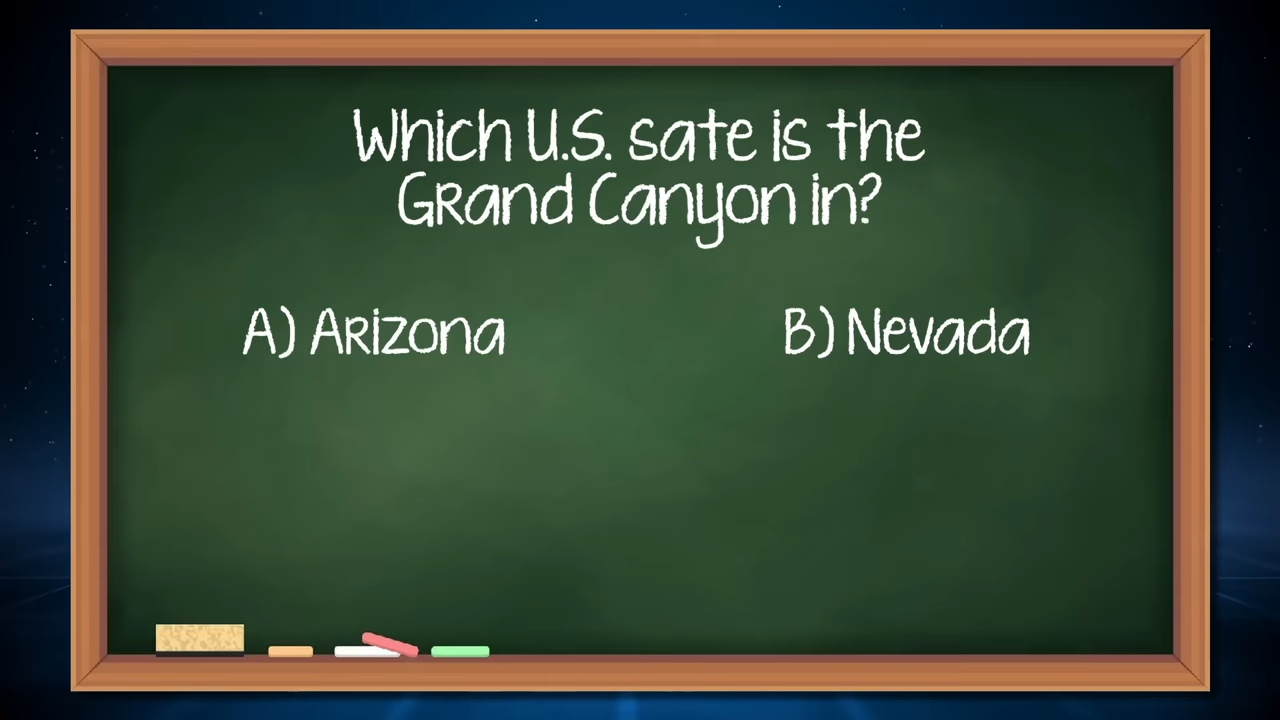 Which U.S. sate is the
Grand Canyon in?
A) Arizona
B) Nevada